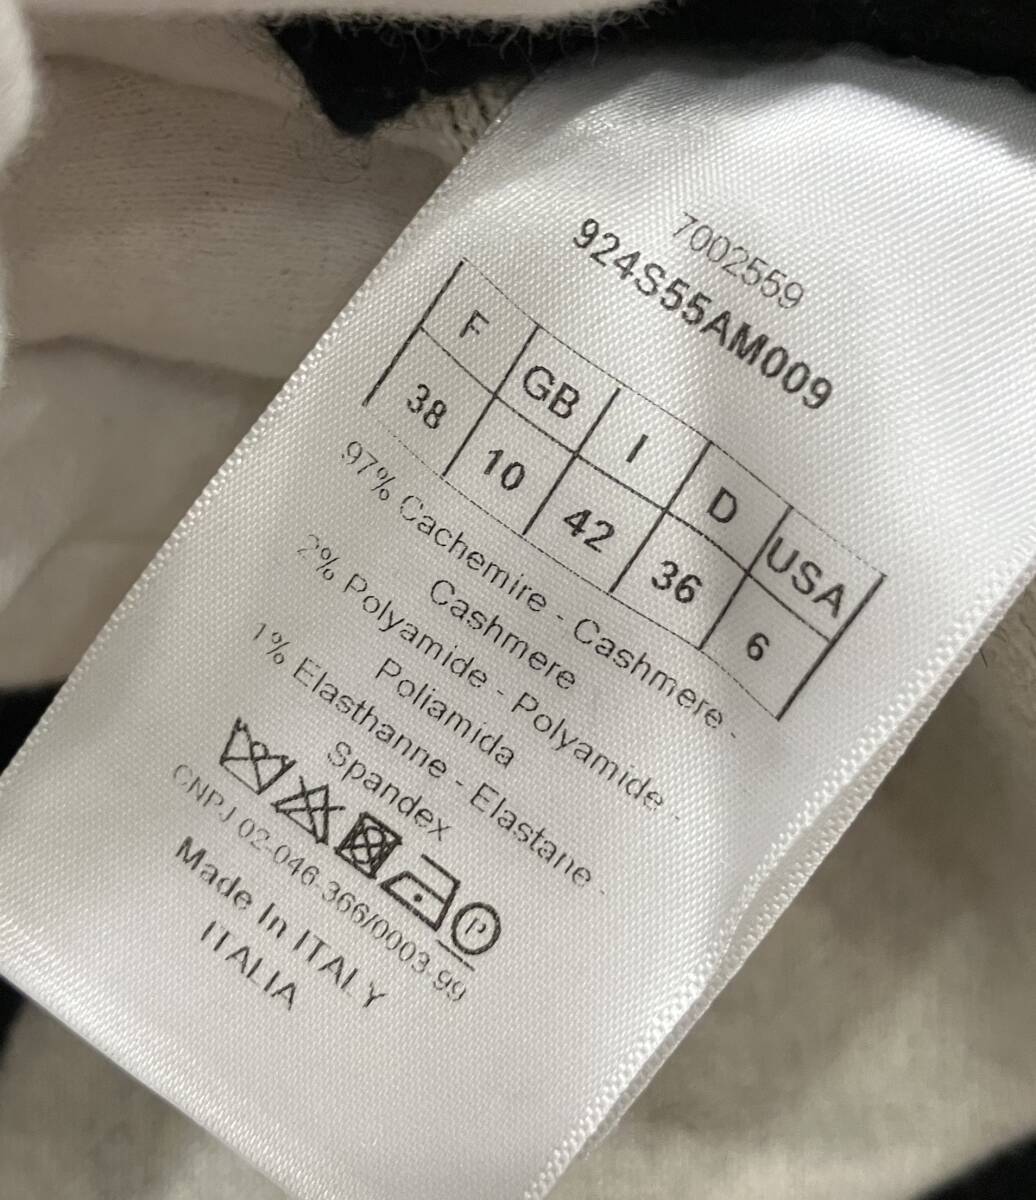 7002559
924S55AM009
F GB I D USA
38 10 42 36 6
97% Cachemire - Cashmere -
Cashmere
2% Polyamide - Polyamide -
Poliamida
1% Elasthanne - Elastane -
Spandex
P
CNPJ 02-046-366/0003-99
Made In ITALY
ITALIA